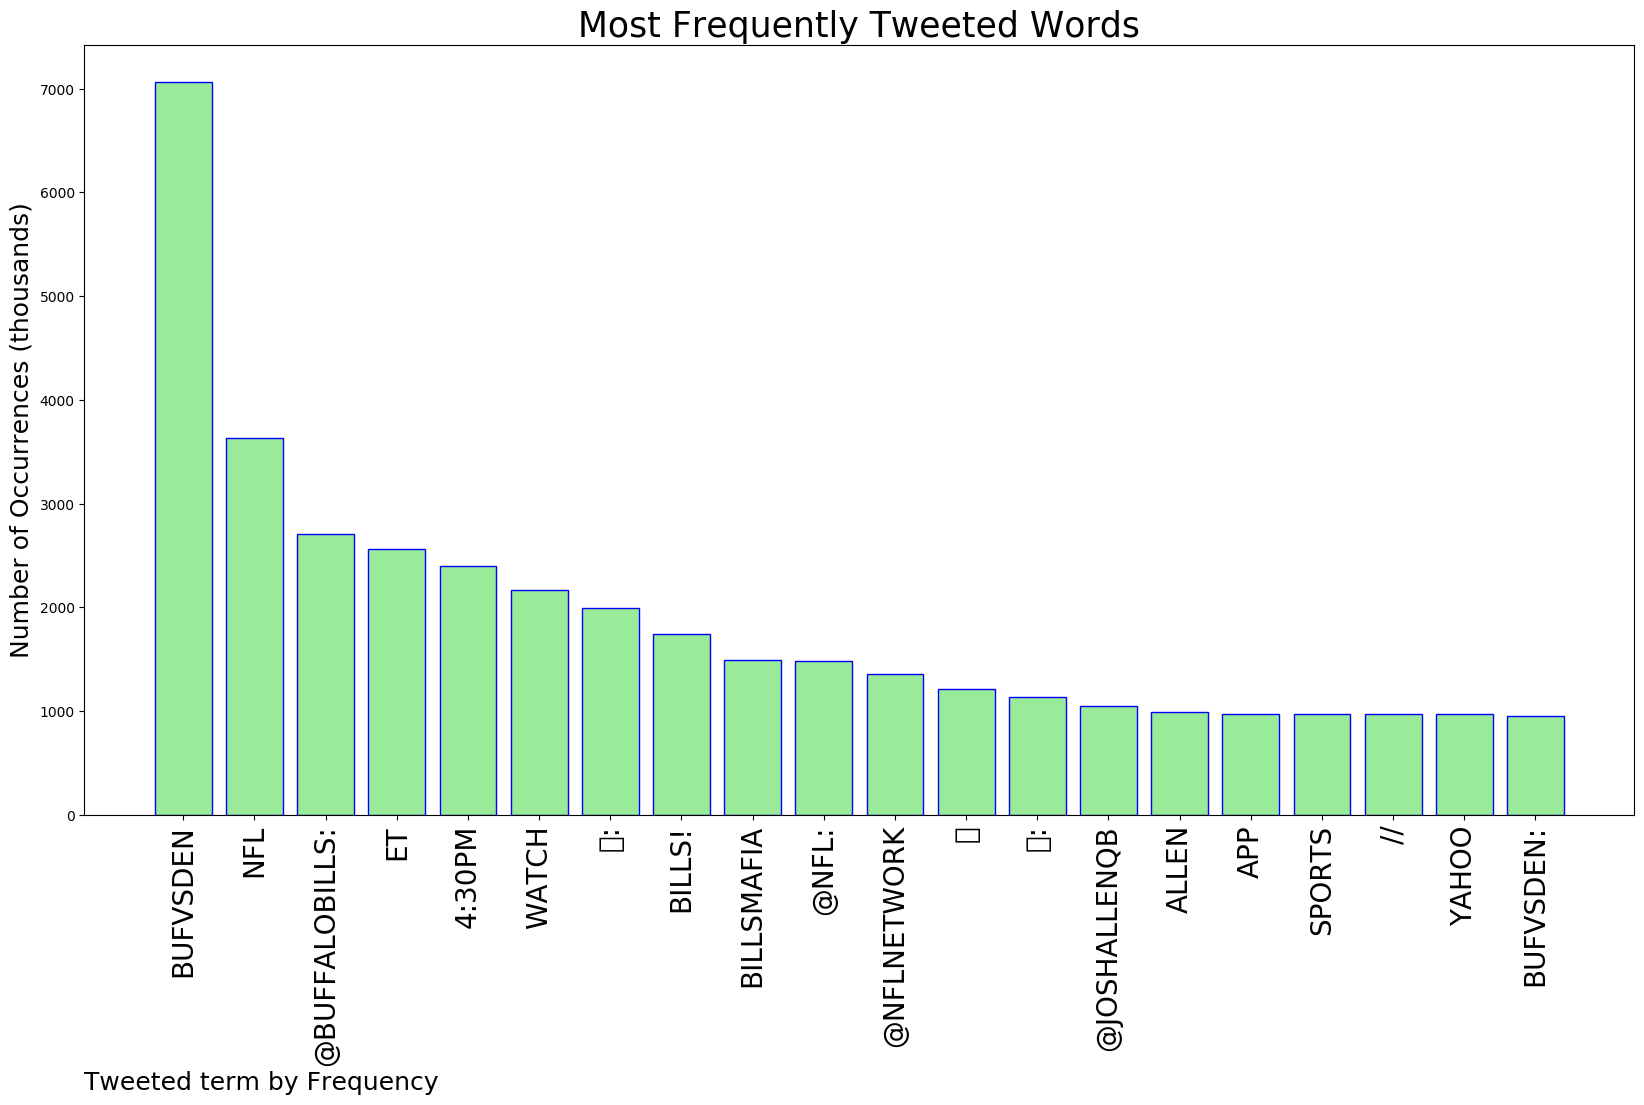 Most Frequently Tweeted Words
Number of Occurrences (thousands)
7000
6000
5000
4000
3000
2000
1000
0
BUFVSDEN
NFL
@BUFFALOBILLS:
ET
4:30PM
WATCH
▯:
BILLS!
BILLSMAFIA
@NFL:
@NFLNETWORK
▯
▯:
@JOSHALLENQB
ALLEN
APP
SPORTS
//
YAHOO
BUFVSDEN:
Tweeted term by Frequency